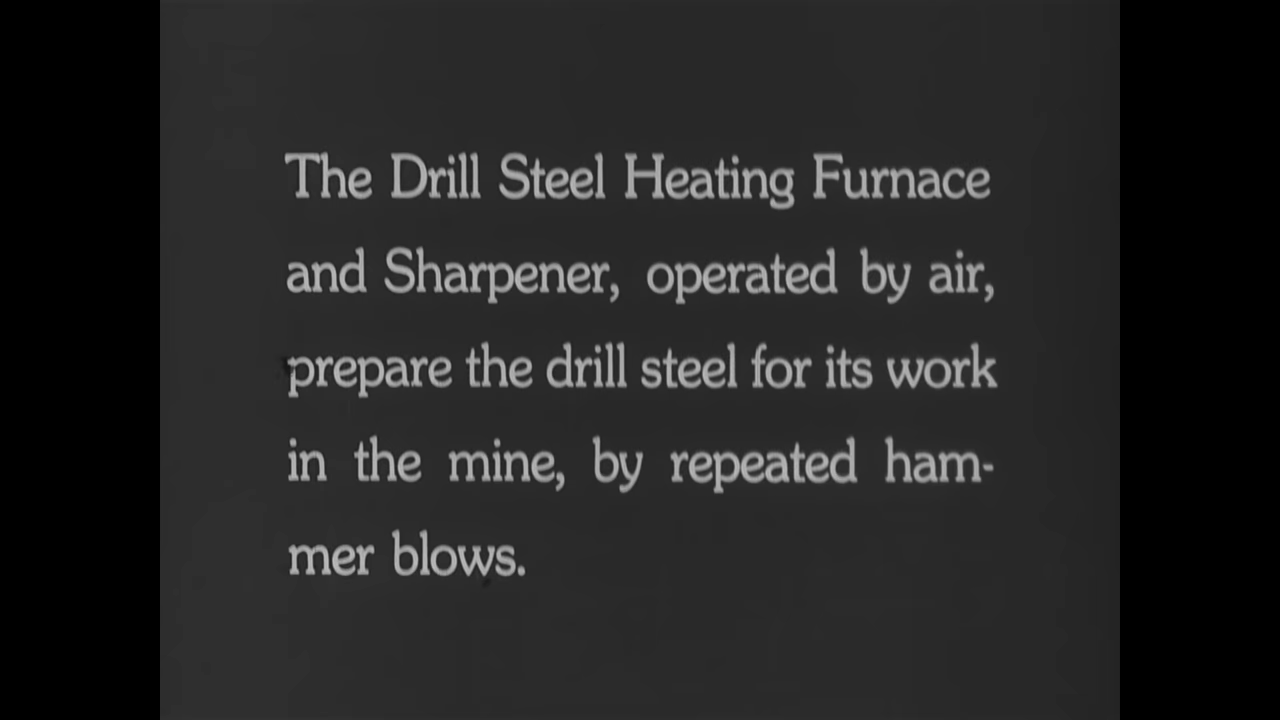 The Drill Steel Heating Furnace
and Sharpener, operated by air,
prepare the drill steel for its work
in the mine, by repeated ham-
mer blows.